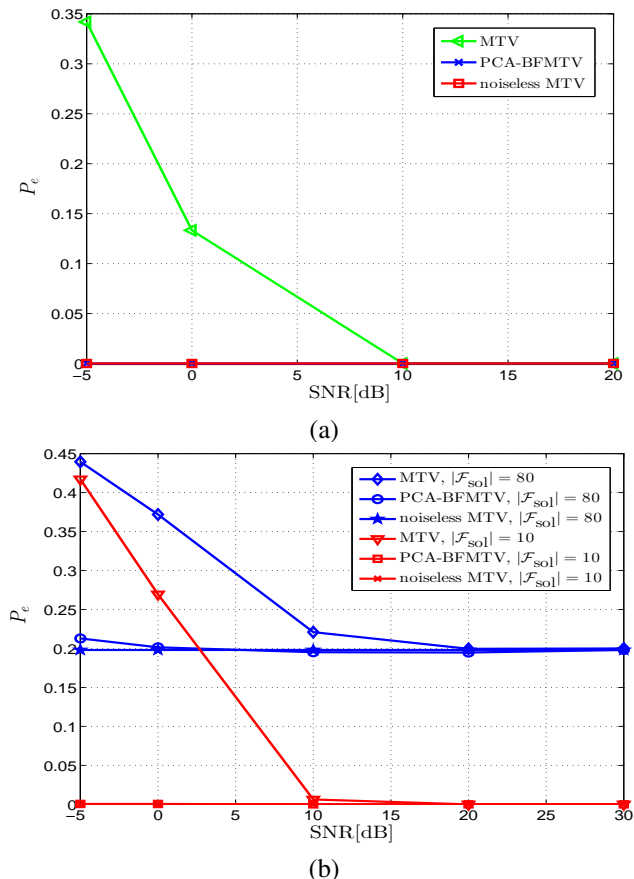 0.35
0.3
0.25
0.2
0.15
0.1
0.05
0
P_e
MTV
PCA-BFMTV
noiseless MTV
−5 0 5 10 15 20
SNR[dB]
(a)
0.45
0.4
0.35
0.3
0.25
0.2
0.15
0.1
0.05
0
P_e
MTV, |ℱ_sol| = 80
PCA-BFMTV, |ℱ_sol| = 80
noiseless MTV, |ℱ_sol| = 80
MTV, |ℱ_sol| = 10
PCA-BFMTV, |ℱ_sol| = 10
noiseless MTV, |ℱ_sol| = 10
−5 0 5 10 15 20 25 30
SNR[dB]
(b)